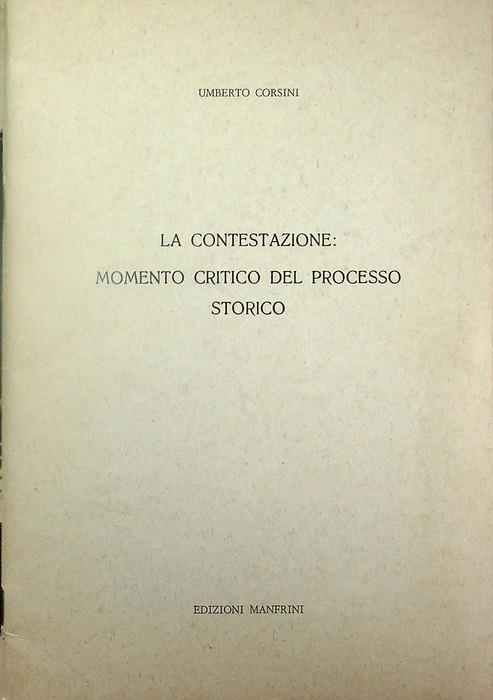 UMBERTO CORSINI
LA CONTESTAZIONE:
MOMENTO CRITICO DEL PROCESSO
STORICO
EDIZIONI MANFRINI